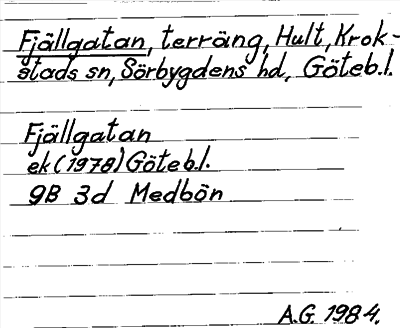 Fjällgatan, terräng, Hult, Krok-
stads sn, Sörbygdens hd, Göteb.l.
Fjällgatan
ek (1978) Göteb.l.
9B 3d Medbön
A.G. 1984.